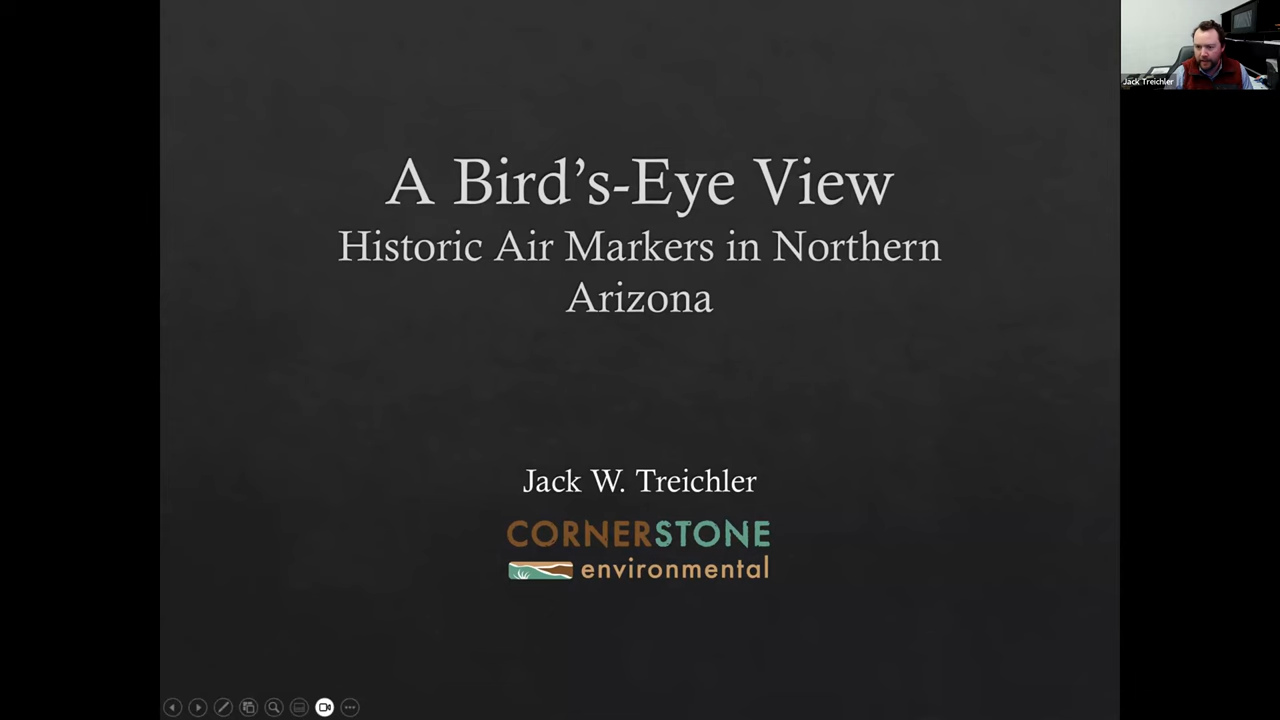 A Bird’s-Eye View
Historic Air Markers in Northern
Arizona
Jack W. Treichler
CORNERSTONE
environmental
Jack Treichler